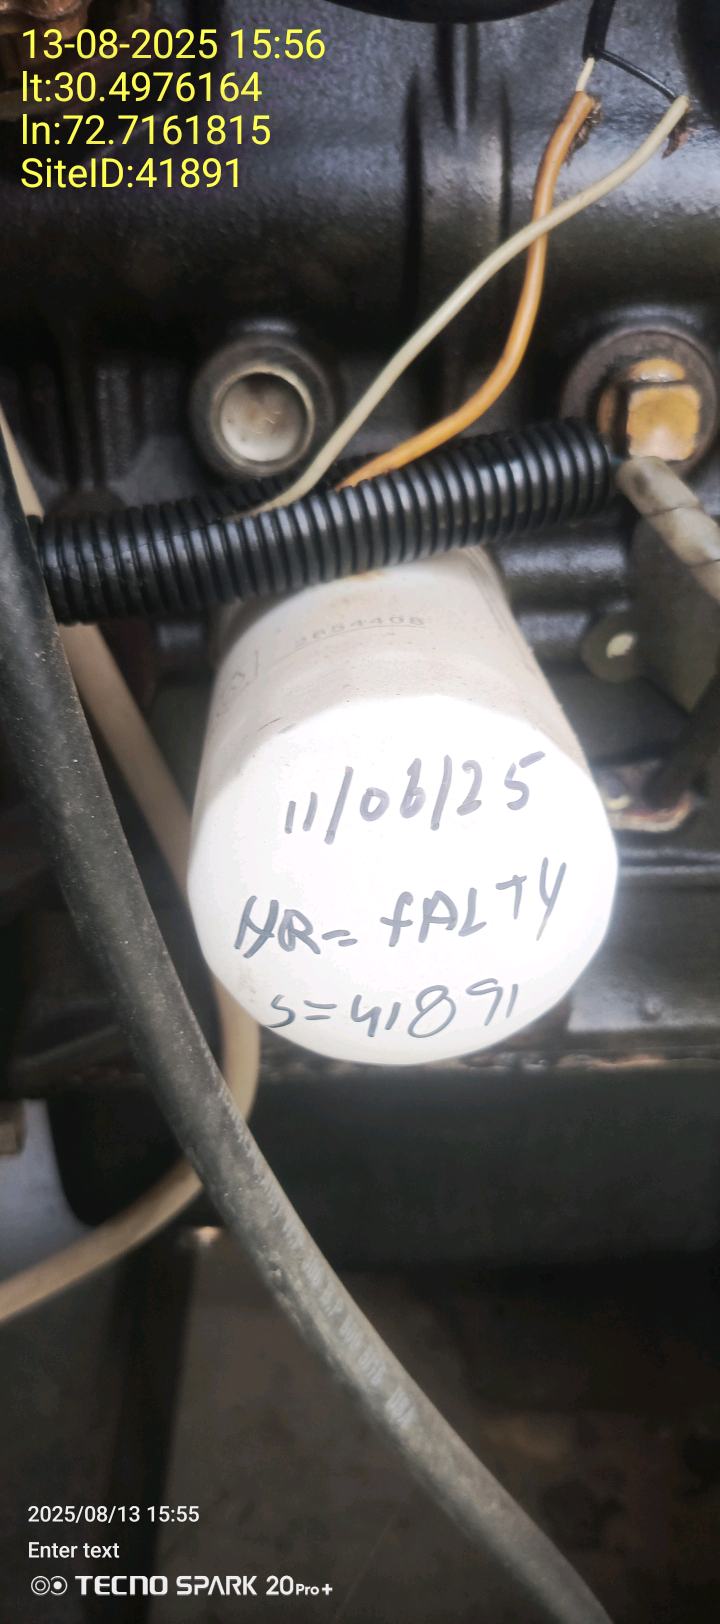 13-08-2025 15:56
lt:30.4976164
ln:72.7161815
SiteID:41891
11/06/25
HR= fALTY
S=41891
2025/08/13 15:55
Enter text
TECNO SPARK 20Pro+